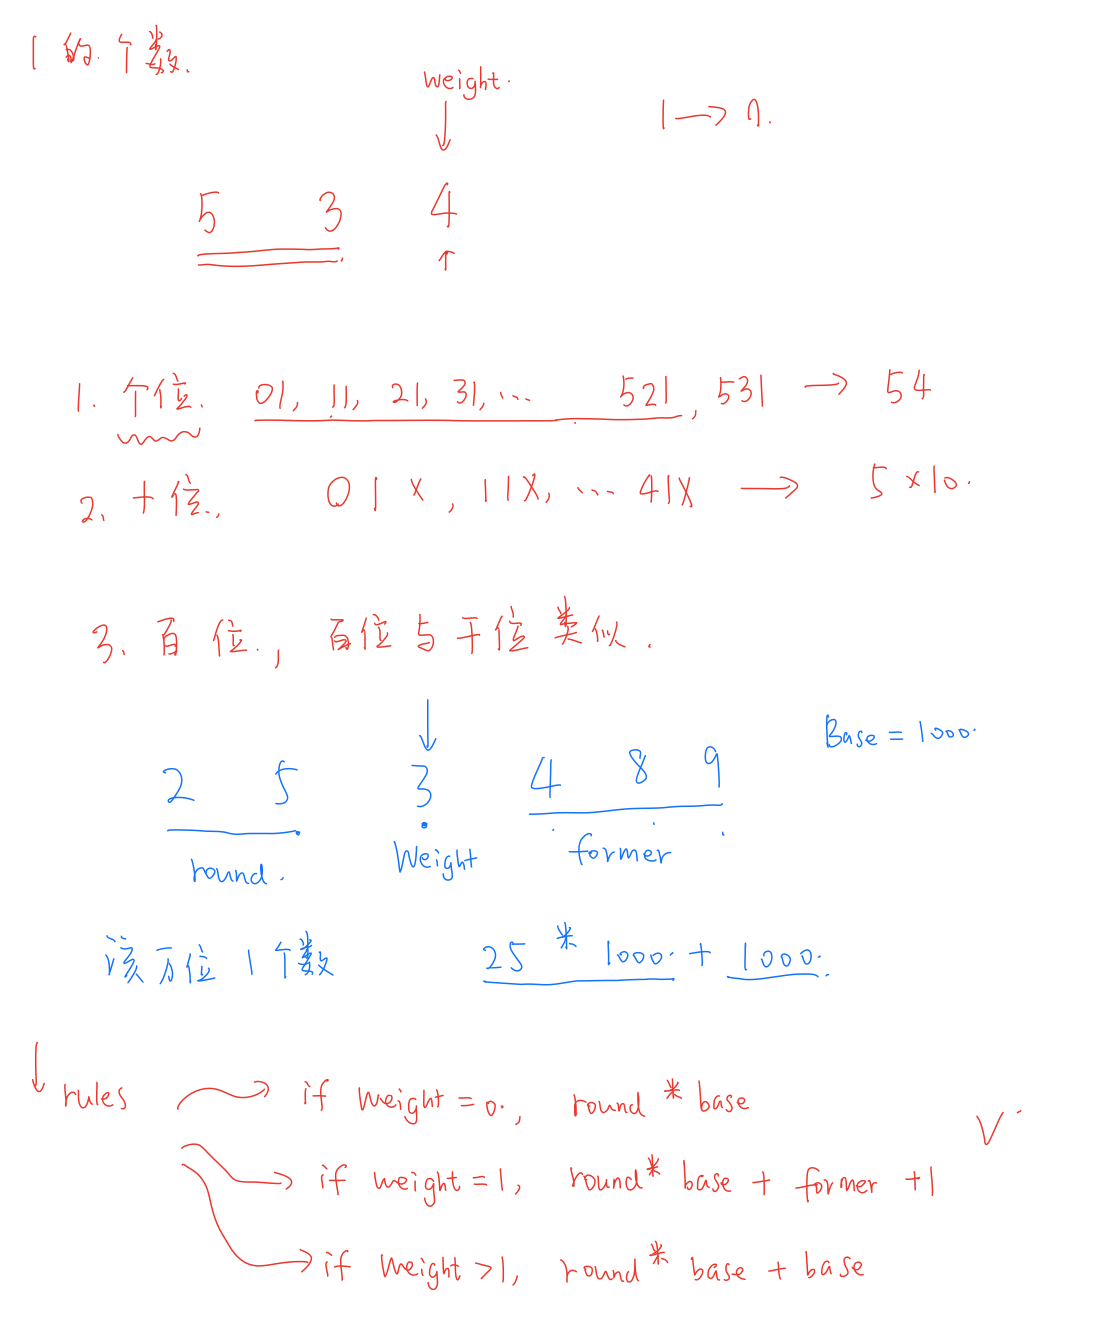 1的个数.
weight.
1 → n.
5 3 4
1. 个位. 01, 11, 21, 31, ... 521, 531 → 54
2、十位., 01x, 11X, ... 41X → 5×10.
3、百位., 百位与千位类似.
Base = 1000.
2 5 3 4 8 9
round. Weight former
该万位1个数 25 * 1000. + 1000.
rules if weight = 0., round * base
if weight = 1, round * base + former +1
if weight >1, round * base + base